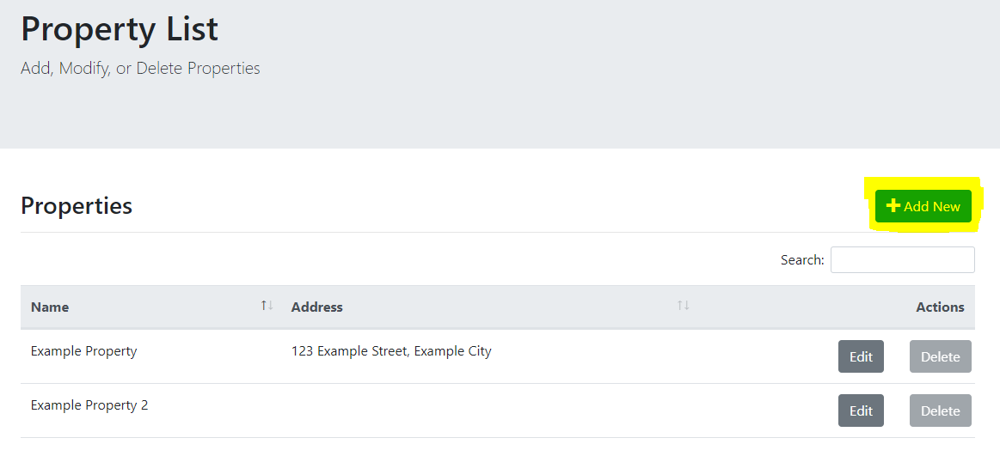 Property List
Add, Modify, or Delete Properties
Properties
Add New
Search:
Name Address Actions
Example Property 123 Example Street, Example City Edit Delete
Example Property 2 Edit Delete